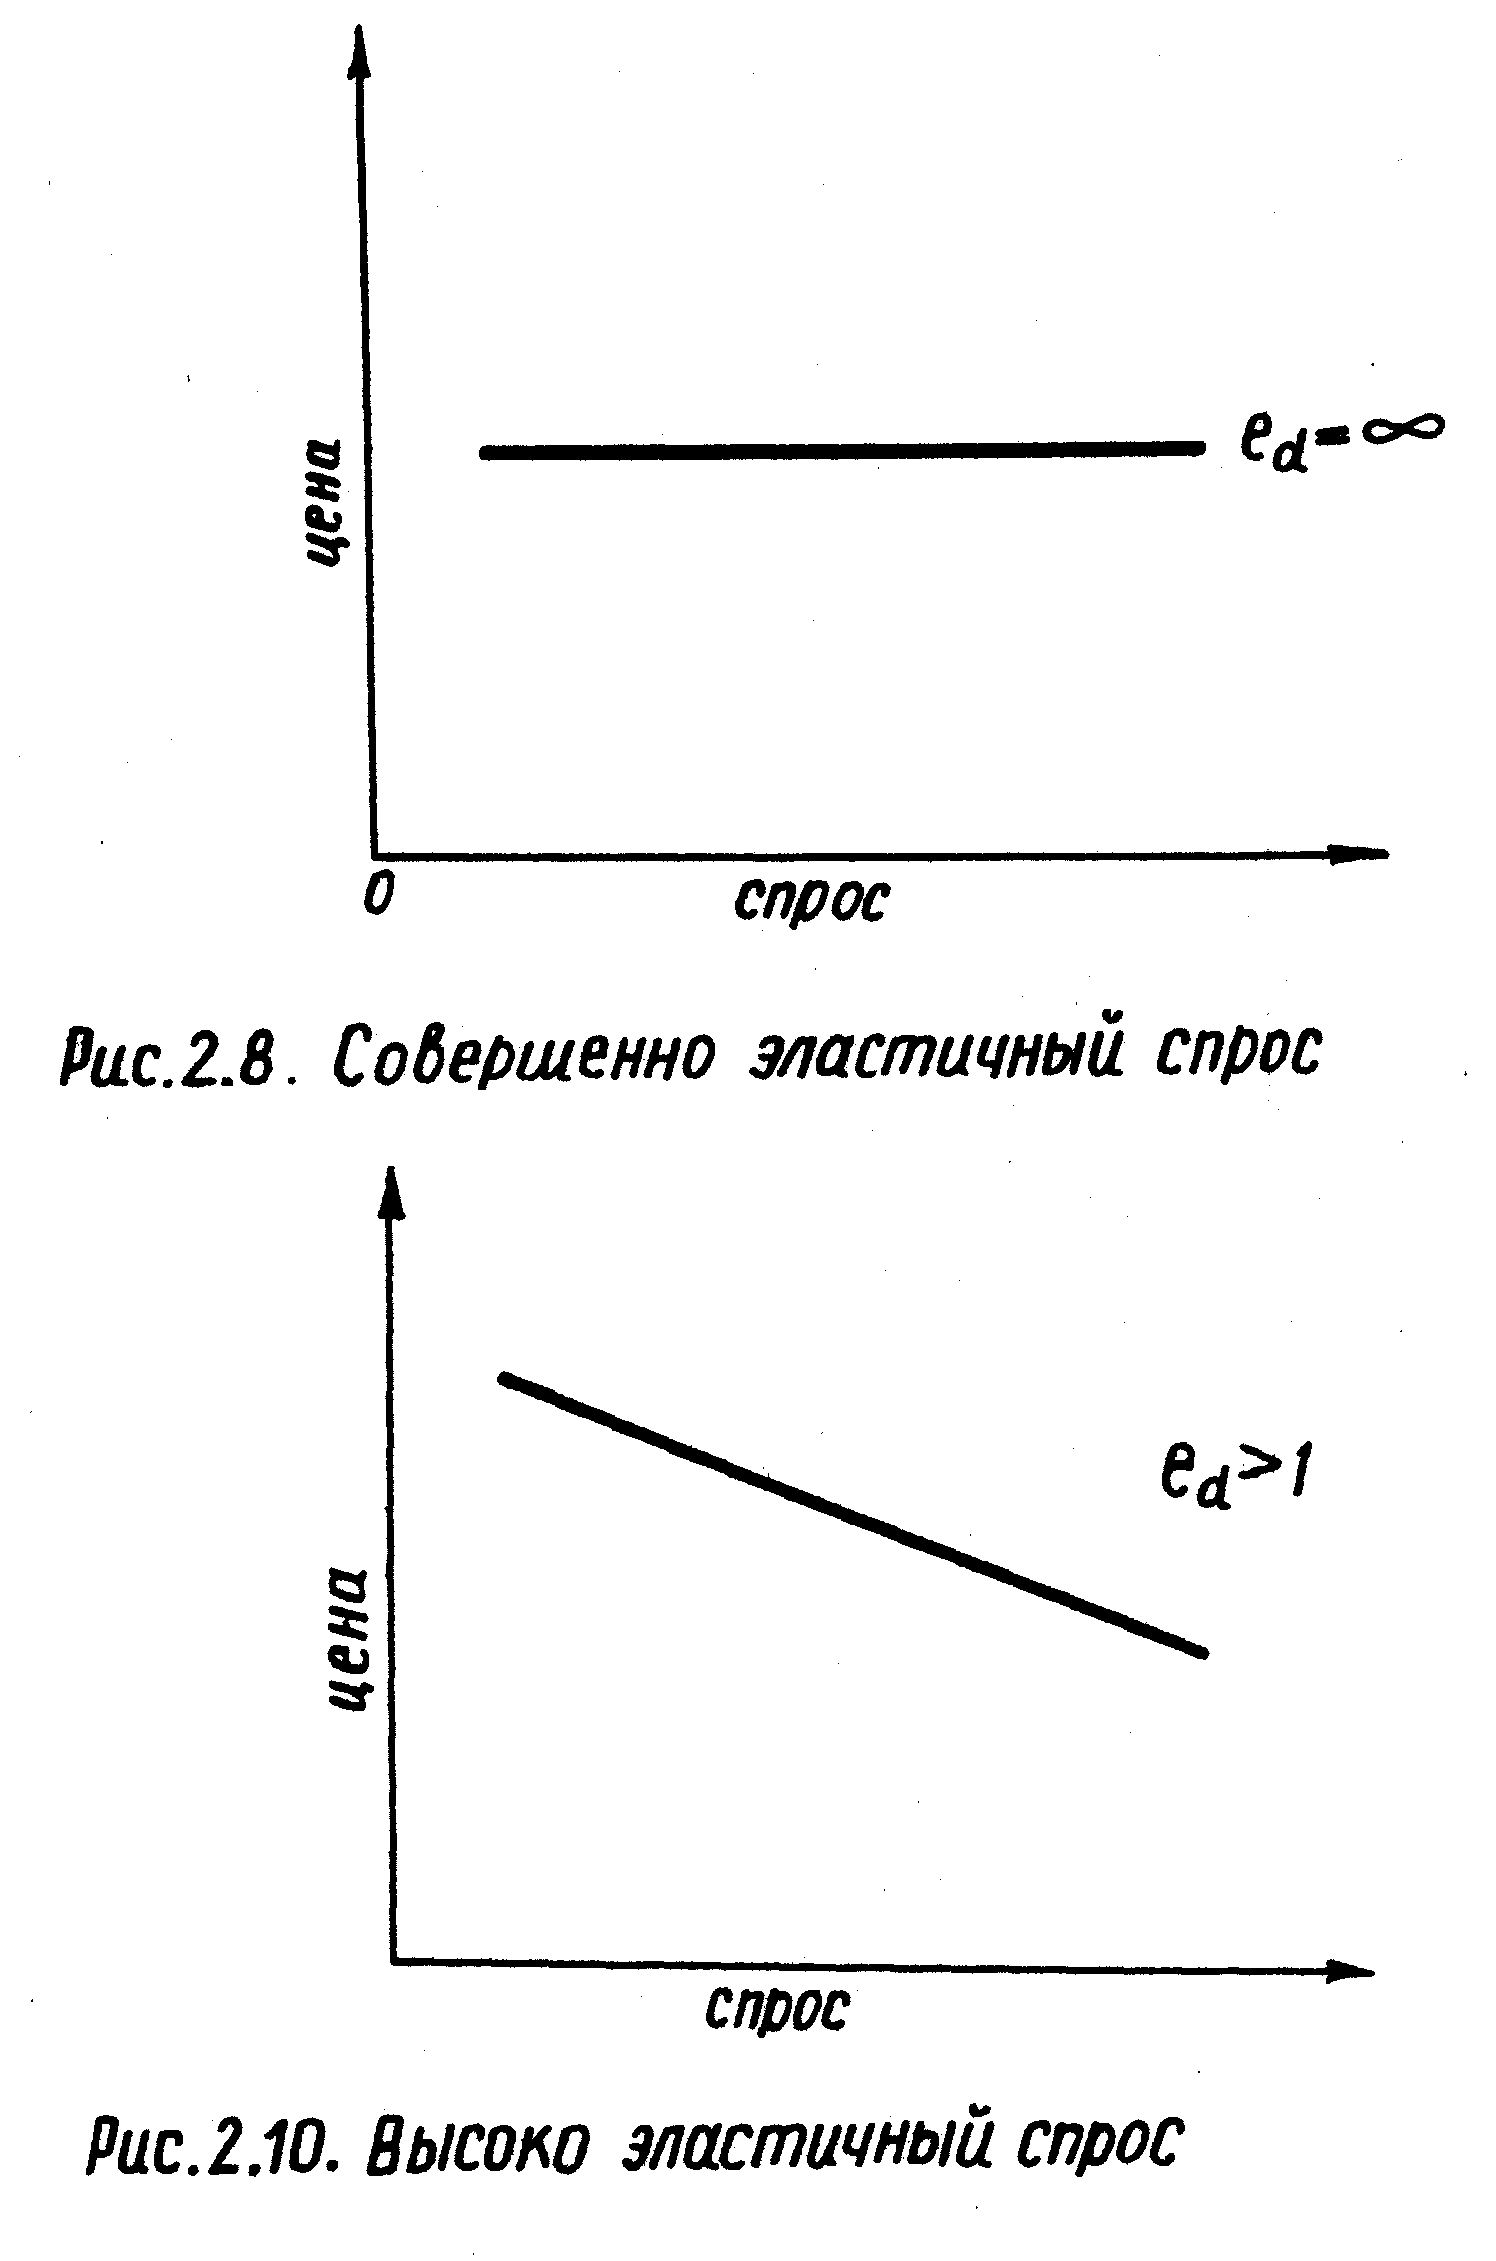 цена
e_d = ∞
0
спрос
Рис.2.8. Совершенно эластичный спрос
e_d > 1
цена
спрос
Рис.2.10. Высоко эластичный спрос